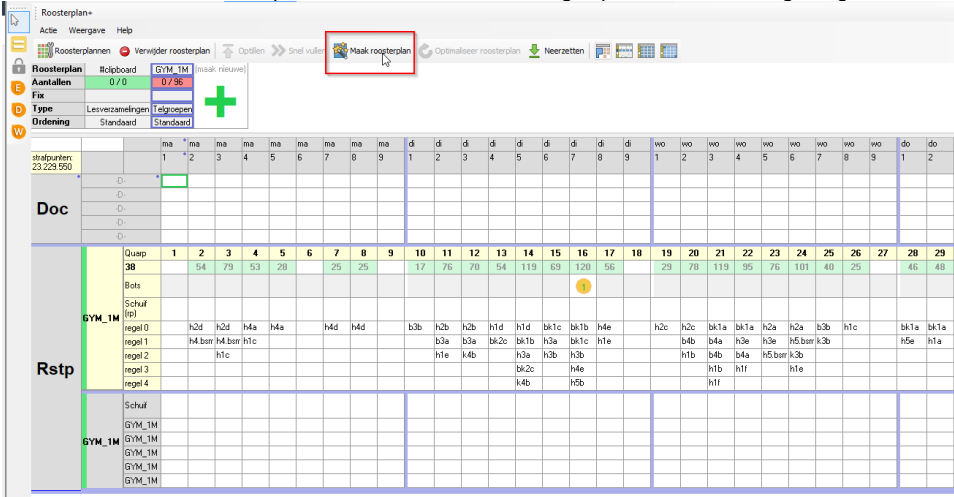 Roosterplan+
Actie Weergave Help
Roosterplannen Verwijder roosterplan Optillen Snel vullen Maak roosterplan Optimaliseer roosterplan Neerzetten
Roosterplan #clipboard GYM_1M (maak nieuwe)
Aantallen 0 / 0 0 / 96
Fix
Type Lesverzamelingen Telgroepen
Ordening Standaard Standaard
E
D
W
ma ma ma ma ma ma ma ma ma di di di di di di di di di wo wo wo wo wo wo wo wo wo do do
strafpunten: 1 2 3 4 5 6 7 8 9 1 2 3 4 5 6 7 8 9 1 2 3 4 5 6 7 8 9 1 2
23.229.550
Doc
-D-
-D-
-D-
-D-
Quarp 1 2 3 4 5 6 7 8 9 10 11 12 13 14 15 16 17 18 19 20 21 22 23 24 25 26 27 28 29
38 54 79 53 28 25 25 17 76 70 54 119 69 120 56 29 78 119 95 76 101 40 25 46 48
Bots 1
Schuif
(rp)
GYM_1M
regel 0 h2d h2d h4a h4a h4d h4d b3b h2b h2b h1d h1d bk1c bk1b h4e h2c h2c bk1a bk1a h2a h2a b3b h1c bk1a bk1a
regel 1 h4.bsm h4.bsm h1c b3a b3a bk2c bk1b h3a bk1c h1e b4b b4a h3e h3e h5.bsm k3b h5e h1a
regel 2 h1c h1e k4b h3a h3b h3b h1b b4b b4a h5.bsm k3b
Rstp
regel 3 bk2c h4e h1b h1f h1e
regel 4 k4b h5b h1f
Schuif
GYM_1M
GYM_1M
GYM_1M
GYM_1M
GYM_1M
GYM_1M